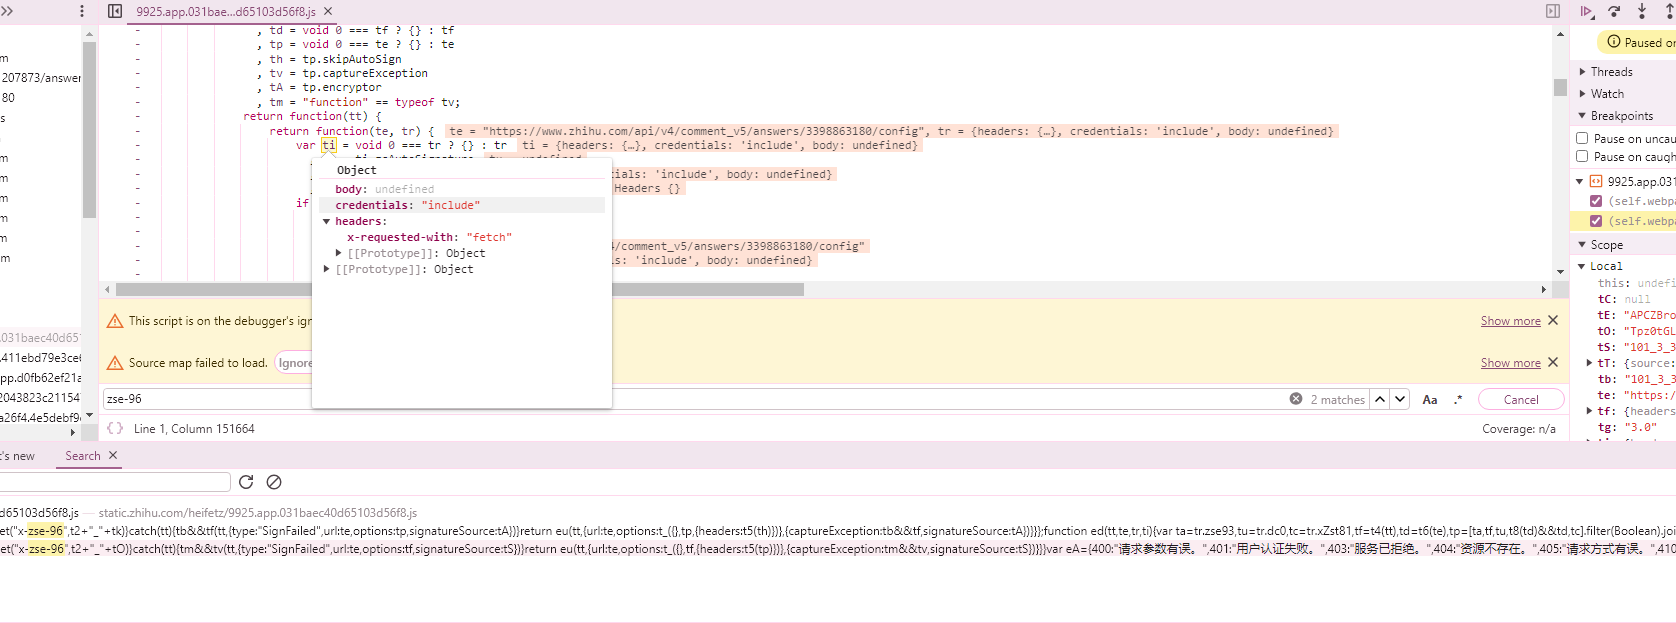 9925.app.031bae...d65103d56f8.js
m
207873/answer
80
s
m
m
m
m
m
m
.031baec40d651
.411ebd79e3ce6
pp.d0fb62ef21a
2043823c21154
a26f4.4e5debf9
, td = void 0 === tf ? {} : tf
, tp = void 0 === te ? {} : te
, th = tp.skipAutoSign
, tv = tp.captureException
, tA = tp.encryptor
, tm = "function" == typeof tv;
return function(tt) {
return function(te, tr) { te = "https://www.zhihu.com/api/v4/comment_v5/answers/3398863180/config", tr = {headers: {…}, credentials: 'include', body: undefined}
var ti = void 0 === tr ? {} : tr ti = {headers: {…}, credentials: 'include', body: undefined}
ials: 'include', body: undefined}
Headers {}
if
4/comment_v5/answers/3398863180/config"
ls: 'include', body: undefined}
Object
body: undefined
credentials: "include"
headers:
x-requested-with: "fetch"
[[Prototype]]: Object
[[Prototype]]: Object
This script is on the debugger's ign
Show more
Source map failed to load.
Ignore
Show more
zse-96
2 matches
Aa
.*
Cancel
{ } Line 1, Column 151664
Coverage: n/a
Paused on
Threads
Watch
Breakpoints
Pause on uncau
Pause on caugh
9925.app.031
(self.webpa
(self.webpa
Scope
Local
this: undefi
tC: null
tE: "APCZBro
tO: "Tpz0tGL
tS: "101_3_3
tT: {source:
tb: "101_3_3
te: "https:/
tf: {headers
tg: "3.0"
t's new
Search
d65103d56f8.js — static.zhihu.com/heifetz/9925.app.031baec40d65103d56f8.js
et("x-zse-96",t2+"_"+tk)}catch(tt){tb&&tf(tt,{type:"SignFailed",url:te,options:tp,signatureSource:tA})}return eu(tt,{url:te,options:t_({},tp,{headers:t5(th)})},{captureException:tb&&tf,signatureSource:tA})}};function ed(tt,te,tr,ti){var ta=tr.zse93,tu=tr.dc0,tc=tr.xZst81,tf=t4(tt),td=t6(te),tp=[ta,tf,tu,t8(td)&&td,tc].filter(Boolean).joi
et("x-zse-96",t2+"_"+tO)}catch(tt){tm&&tv(tt,{type:"SignFailed",url:te,options:tf,signatureSource:tS})}return eu(tt,{url:te,options:t_({},tf,{headers:t5(tp)})},{captureException:tm&&tv,signatureSource:tS})}}}var eA={400:"请求参数有误。",401:"用户认证失败。",403:"服务已拒绝。",404:"资源不存在。",405:"请求方式有误。",410